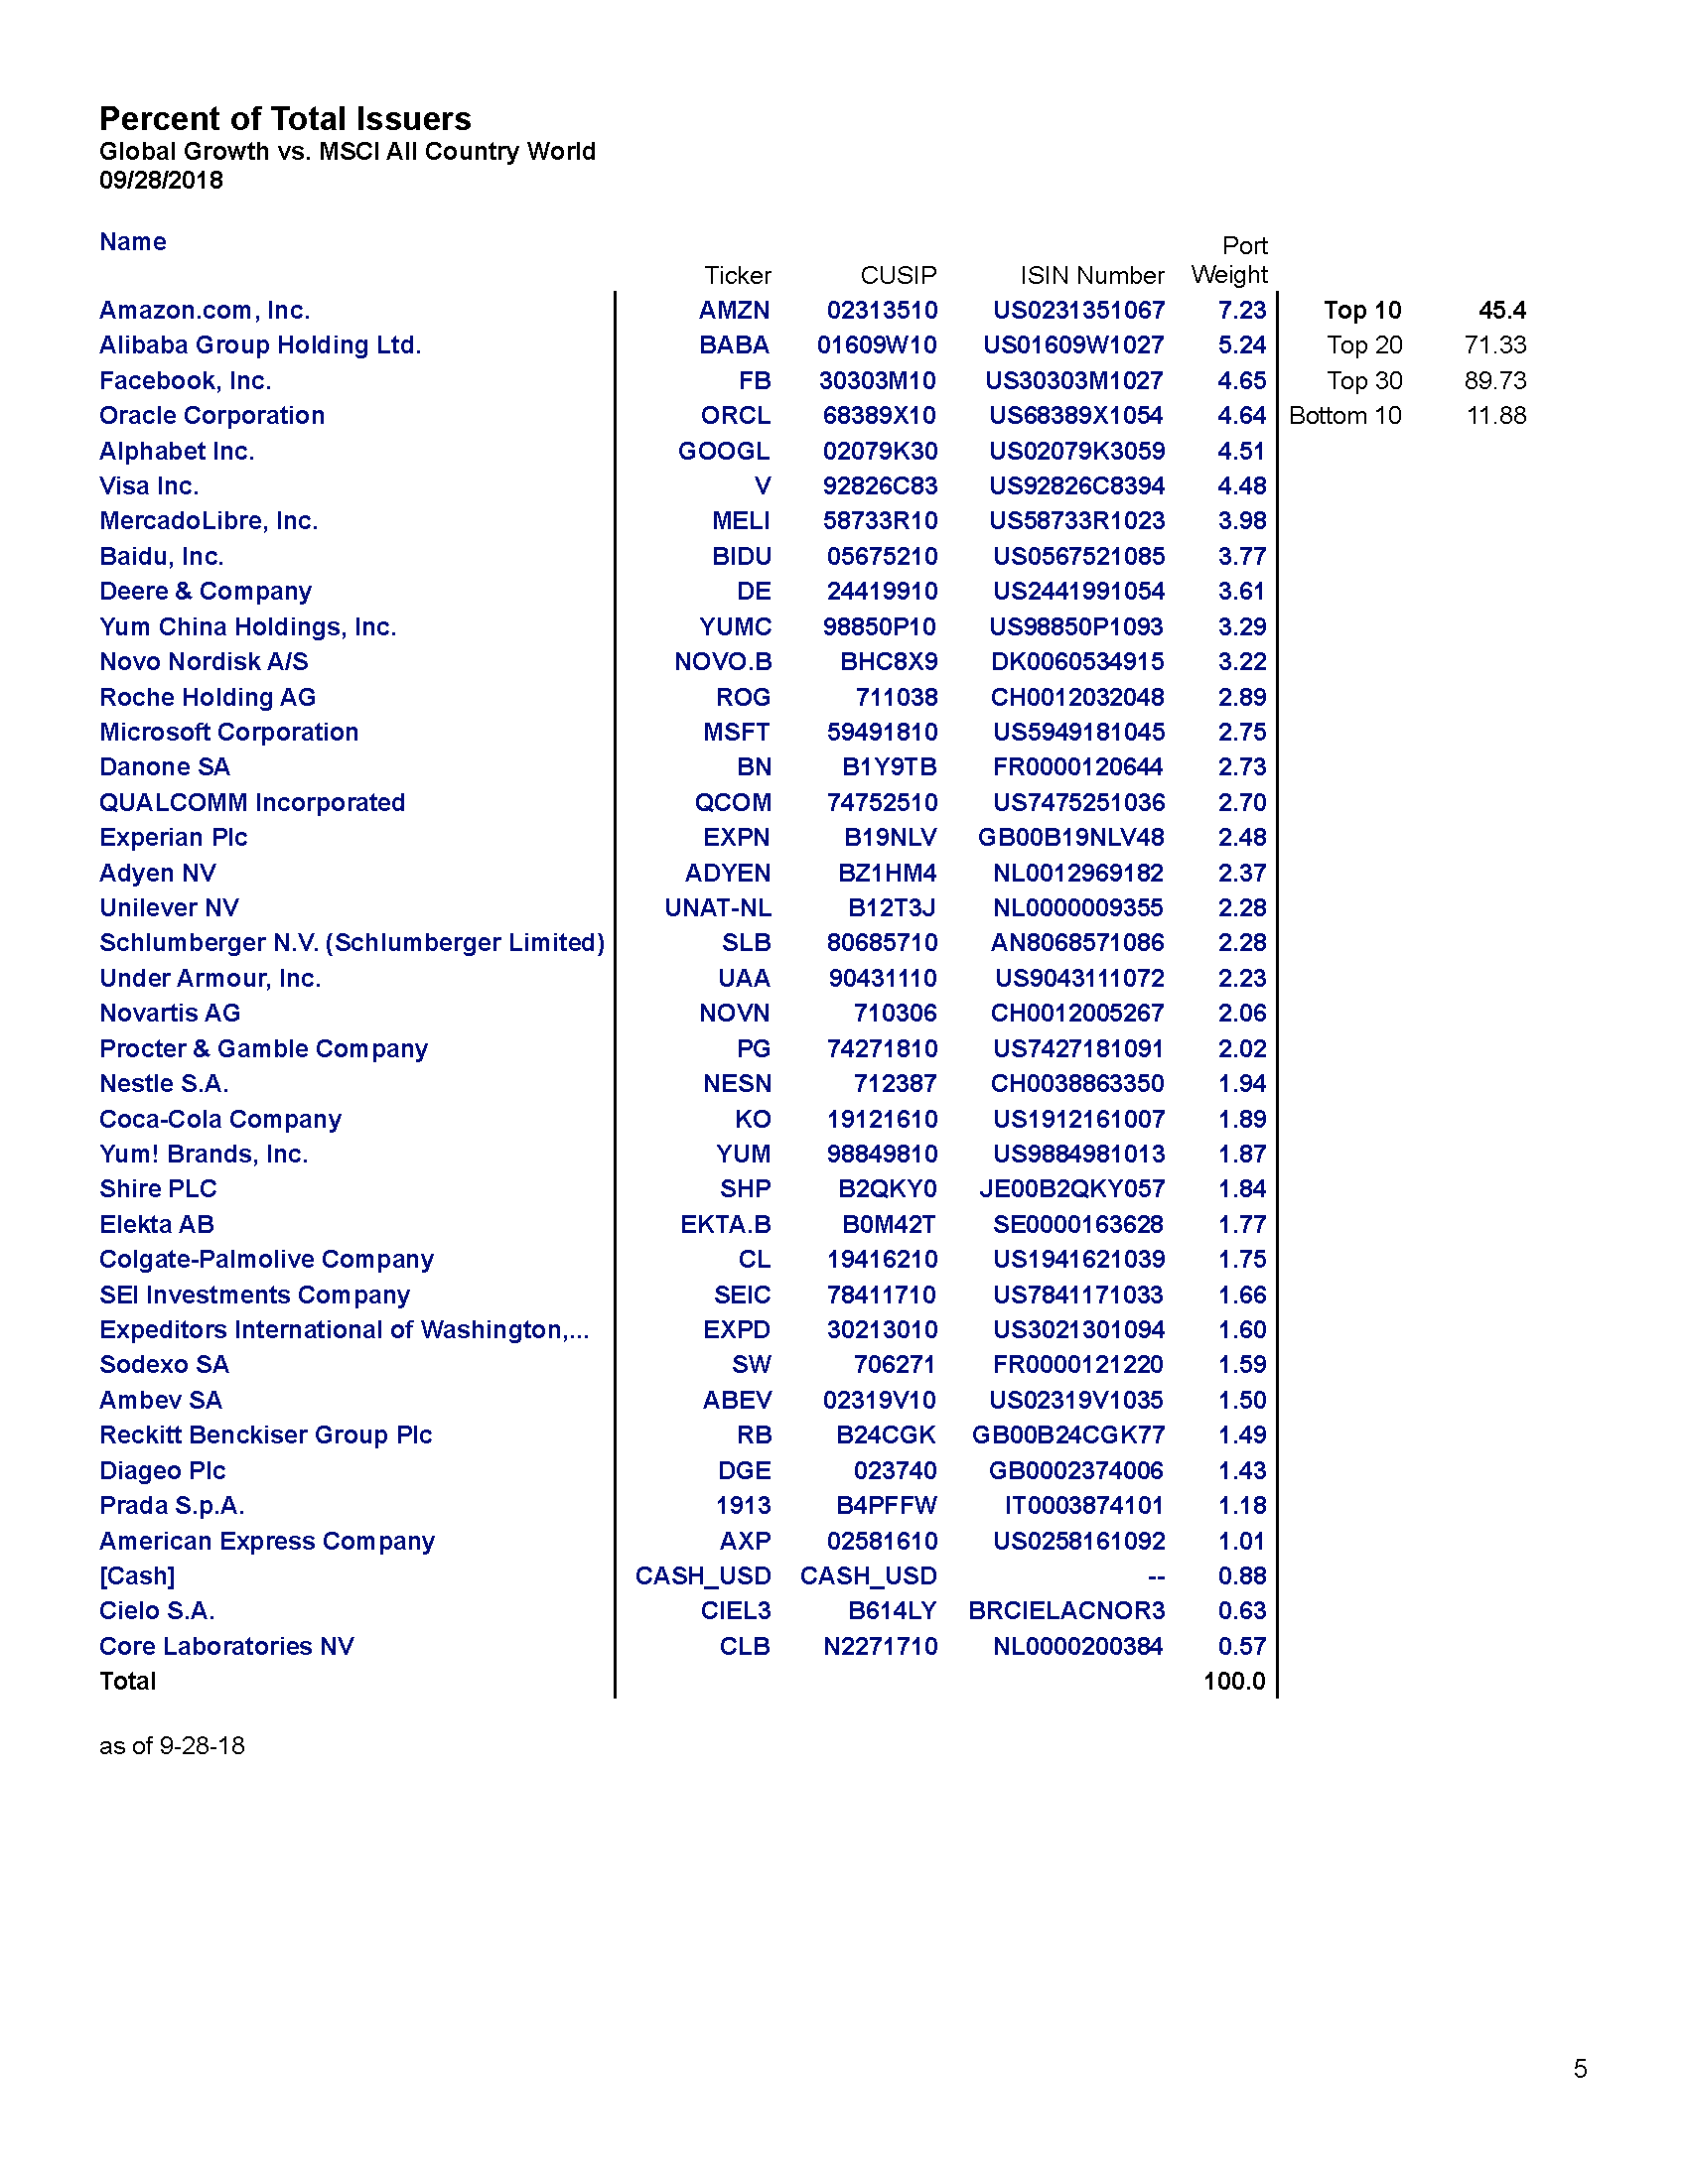 Percent of Total Issuers
Global Growth vs. MSCI All Country World
09/28/2018
Name Ticker CUSIP ISIN Number Port Weight
Amazon.com, Inc. AMZN 02313510 US0231351067 7.23 Top 10 45.4
Alibaba Group Holding Ltd. BABA 01609W10 US01609W1027 5.24 Top 20 71.33
Facebook, Inc. FB 30303M10 US30303M1027 4.65 Top 30 89.73
Oracle Corporation ORCL 68389X10 US68389X1054 4.64 Bottom 10 11.88
Alphabet Inc. GOOGL 02079K30 US02079K3059 4.51
Visa Inc. V 92826C83 US92826C8394 4.48
MercadoLibre, Inc. MELI 58733R10 US58733R1023 3.98
Baidu, Inc. BIDU 05675210 US0567521085 3.77
Deere & Company DE 24419910 US2441991054 3.61
Yum China Holdings, Inc. YUMC 98850P10 US98850P1093 3.29
Novo Nordisk A/S NOVO.B BHC8X9 DK0060534915 3.22
Roche Holding AG ROG 711038 CH0012032048 2.89
Microsoft Corporation MSFT 59491810 US5949181045 2.75
Danone SA BN B1Y9TB FR0000120644 2.73
QUALCOMM Incorporated QCOM 74752510 US7475251036 2.70
Experian Plc EXPN B19NLV GB00B19NLV48 2.48
Adyen NV ADYEN BZ1HM4 NL0012969182 2.37
Unilever NV UNAT-NL B12T3J NL0000009355 2.28
Schlumberger N.V. (Schlumberger Limited) SLB 80685710 AN8068571086 2.28
Under Armour, Inc. UAA 90431110 US9043111072 2.23
Novartis AG NOVN 710306 CH0012005267 2.06
Procter & Gamble Company PG 74271810 US7427181091 2.02
Nestle S.A. NESN 712387 CH0038863350 1.94
Coca-Cola Company KO 19121610 US1912161007 1.89
Yum! Brands, Inc. YUM 98849810 US9884981013 1.87
Shire PLC SHP B2QKY0 JE00B2QKY057 1.84
Elekta AB EKTA.B B0M42T SE0000163628 1.77
Colgate-Palmolive Company CL 19416210 US1941621039 1.75
SEI Investments Company SEIC 78411710 US7841171033 1.66
Expeditors International of Washington,... EXPD 30213010 US3021301094 1.60
Sodexo SA SW 706271 FR0000121220 1.59
Ambev SA ABEV 02319V10 US02319V1035 1.50
Reckitt Benckiser Group Plc RB B24CGK GB00B24CGK77 1.49
Diageo Plc DGE 023740 GB0002374006 1.43
Prada S.p.A. 1913 B4PFFW IT0003874101 1.18
American Express Company AXP 02581610 US0258161092 1.01
[Cash] CASH_USD CASH_USD -- 0.88
Cielo S.A. CIEL3 B614LY BRCIELACNOR3 0.63
Core Laboratories NV CLB N2271710 NL0000200384 0.57
Total 100.0
as of 9-28-18
5